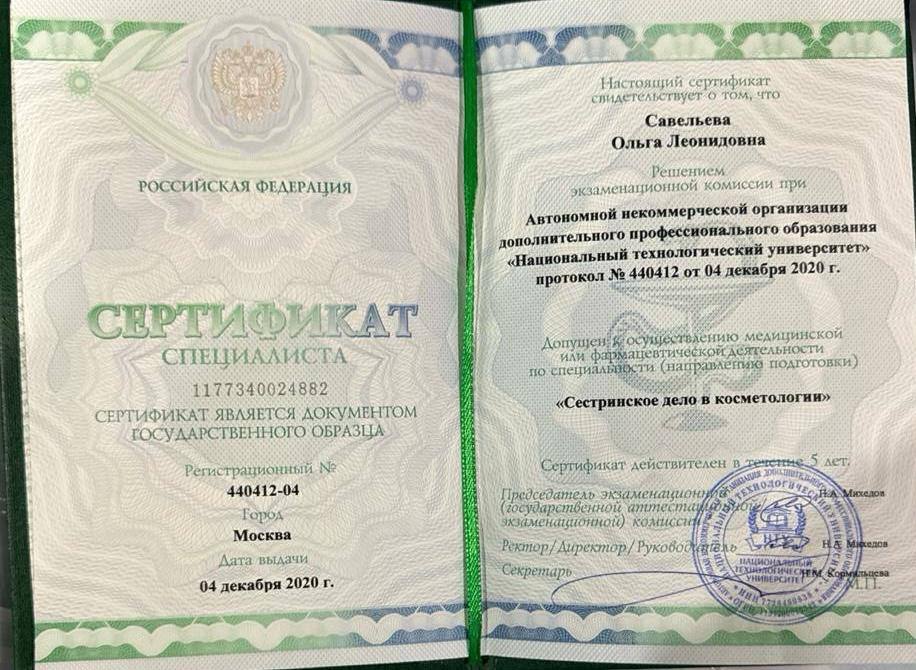 РОССИЙСКАЯ ФЕДЕРАЦИЯ
СЕРТИФИКАТ
СПЕЦИАЛИСТА
1177340024882
СЕРТИФИКАТ ЯВЛЯЕТСЯ ДОКУМЕНТОМ
ГОСУДАРСТВЕННОГО ОБРАЗЦА
Регистрационный №
440412-04
Город
Москва
Дата выдачи
04 декабря 2020 г.
Настоящий сертификат
свидетельствует о том, что
Савельева
Ольга Леонидовна
Решением
экзаменационной комиссии при
Автономной некоммерческой организации
дополнительного профессионального образования
«Национальный технологический университет»
протокол № 440412 от 04 декабря 2020 г.
Допущен к осуществлению медицинской
или фармацевтической деятельности
по специальности (направлению подготовки)
«Сестринское дело в косметологии»
Сертификат действителен в течение 5 лет.
Председатель экзаменационной
(государственной аттестационной
экзаменационной) комиссии
Н.А. Михедов
Ректор/Директор/Руководитель
Н.А. Михедов
Секретарь
Н.М. Кормильцева
М.П.
НАЦИОНАЛЬНЫЙ
ТЕХНОЛОГИЧЕСКИЙ
УНИВЕРСИТЕТ